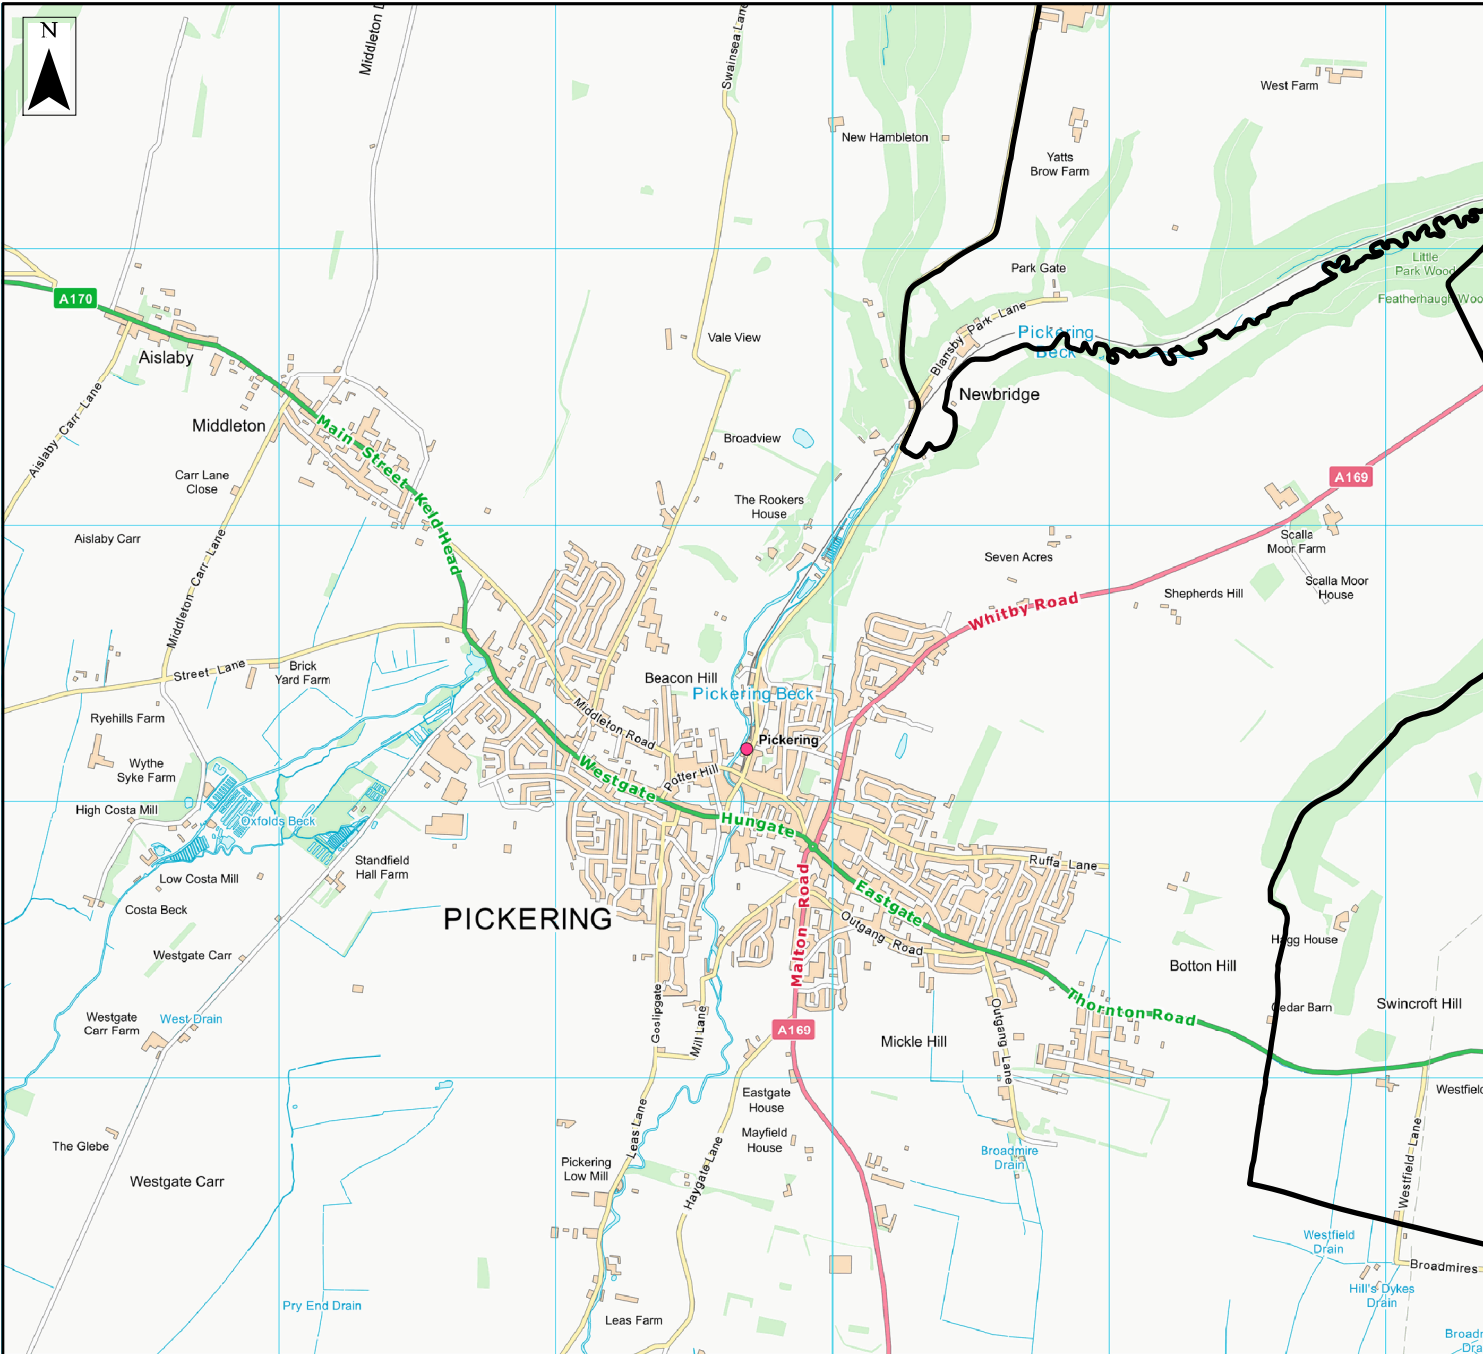 N
Middleton
Swainsea Lane
West Farm
New Hambleton
Yatts
Brow Farm
Park Gate
Little
Park Wood
Featherhaugh
A170
Aislaby
Vale View
Blansby Park Lane
Pickering
Beck
Newbridge
Aislaby Carr Lane
Middleton
Main Street
Broadview
A169
Carr Lane
Close
Keld Head
The Rookers
House
Aislaby Carr
Seven Acres
Scalla
Moor Farm
Scalla Moor
House
Middleton Carr Lane
Whitby Road
Shepherds Hill
Street Lane
Brick
Yard Farm
Beacon Hill
Pickering Beck
Ryehills Farm
Middleton Road
Pickering
Wythe
Syke Farm
Westgate
Potter Hill
High Costa Mill
Oxfolds Beck
Hungate
Standfield
Hall Farm
Ruffa Lane
Low Costa Mill
Eastgate
Costa Beck
PICKERING
Malton Road
Outgang Road
Hagg House
Westgate Carr
Botton Hill
Goslipgate
Mill Lane
Outgang Lane
Thornton Road
Cedar Barn
Swincroft Hill
Westgate
Carr Farm
West Drain
A169
Mickle Hill
Eastgate
House
Mayfield
House
Westfield
The Glebe
Leas Lane
Haygate Lane
Broadmire
Drain
Westfield Lane
Pickering
Low Mill
Westgate Carr
Westfield
Drain
Broadmires
Hill's Dykes
Drain
Pry End Drain
Leas Farm